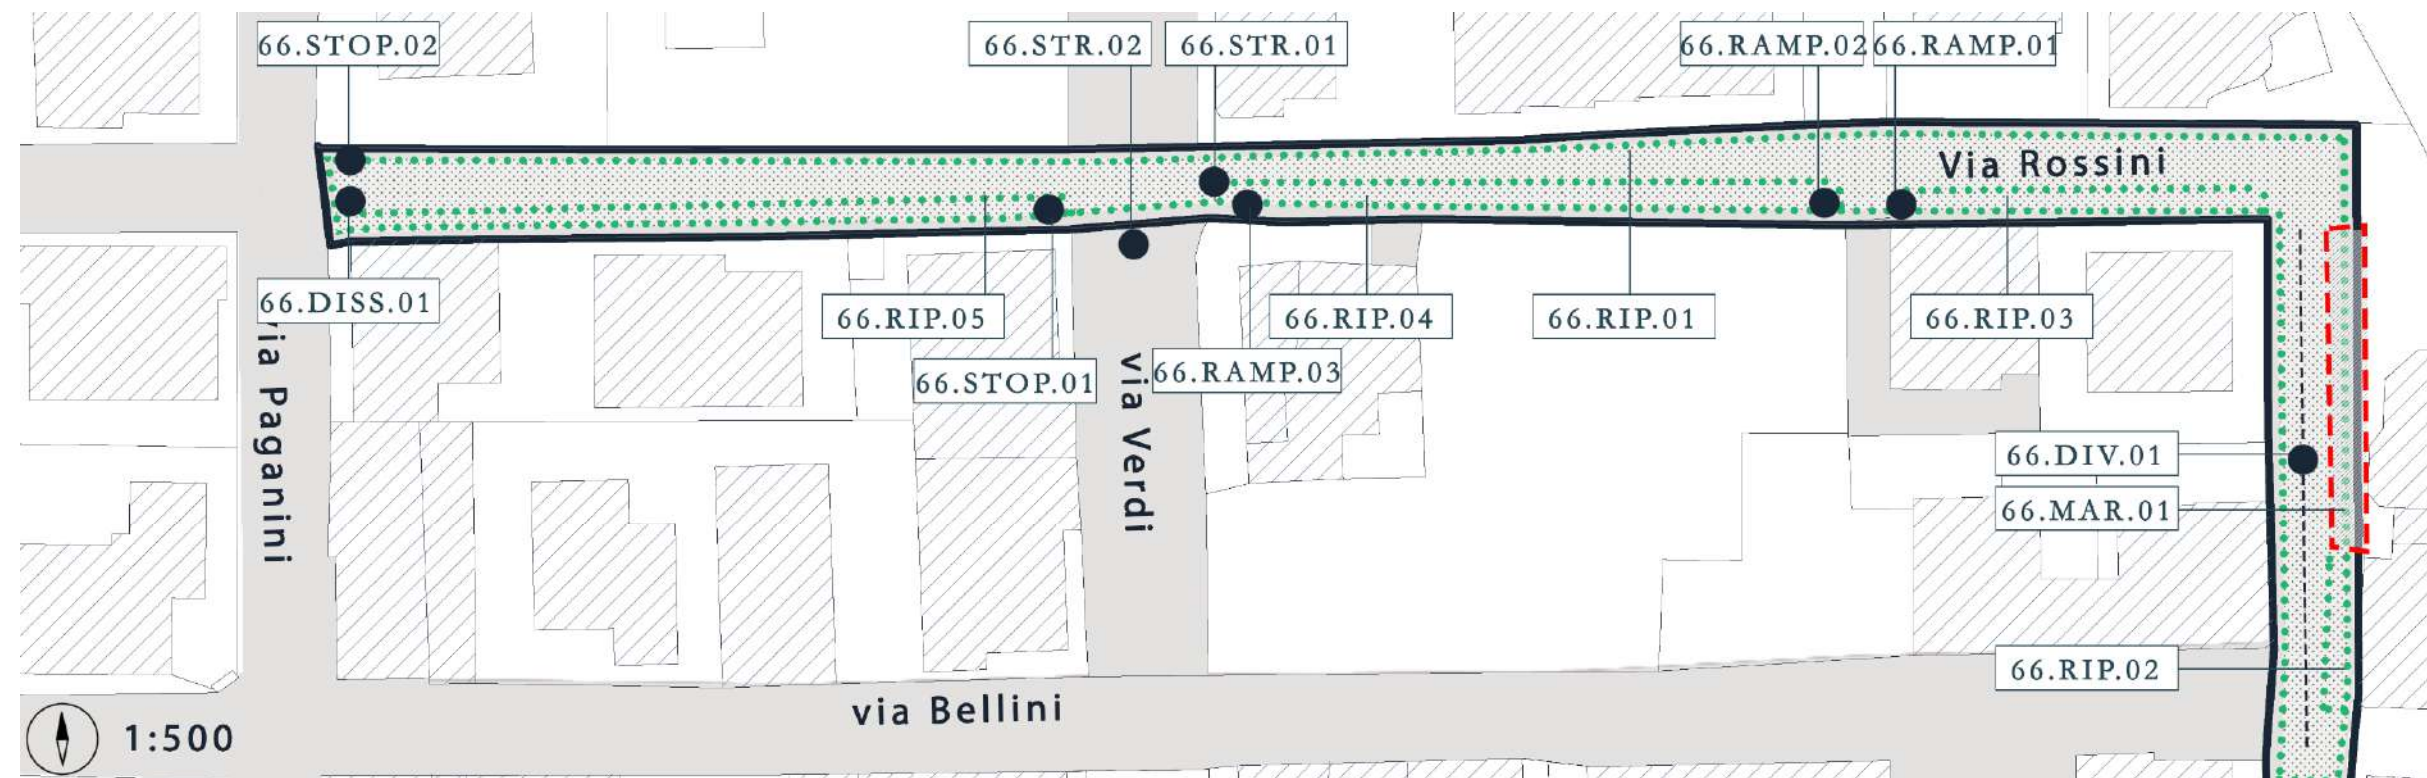 66.STOP.02
66.STR.02
66.STR.01
66.RAMP.02
66.RAMP.01
Via Rossini
66.DISS.01
66.RIP.05
66.RIP.04
66.RIP.01
66.RIP.03
66.STOP.01
66.RAMP.03
via Paganini
via Verdi
66.DIV.01
66.MAR.01
66.RIP.02
via Bellini
1:500